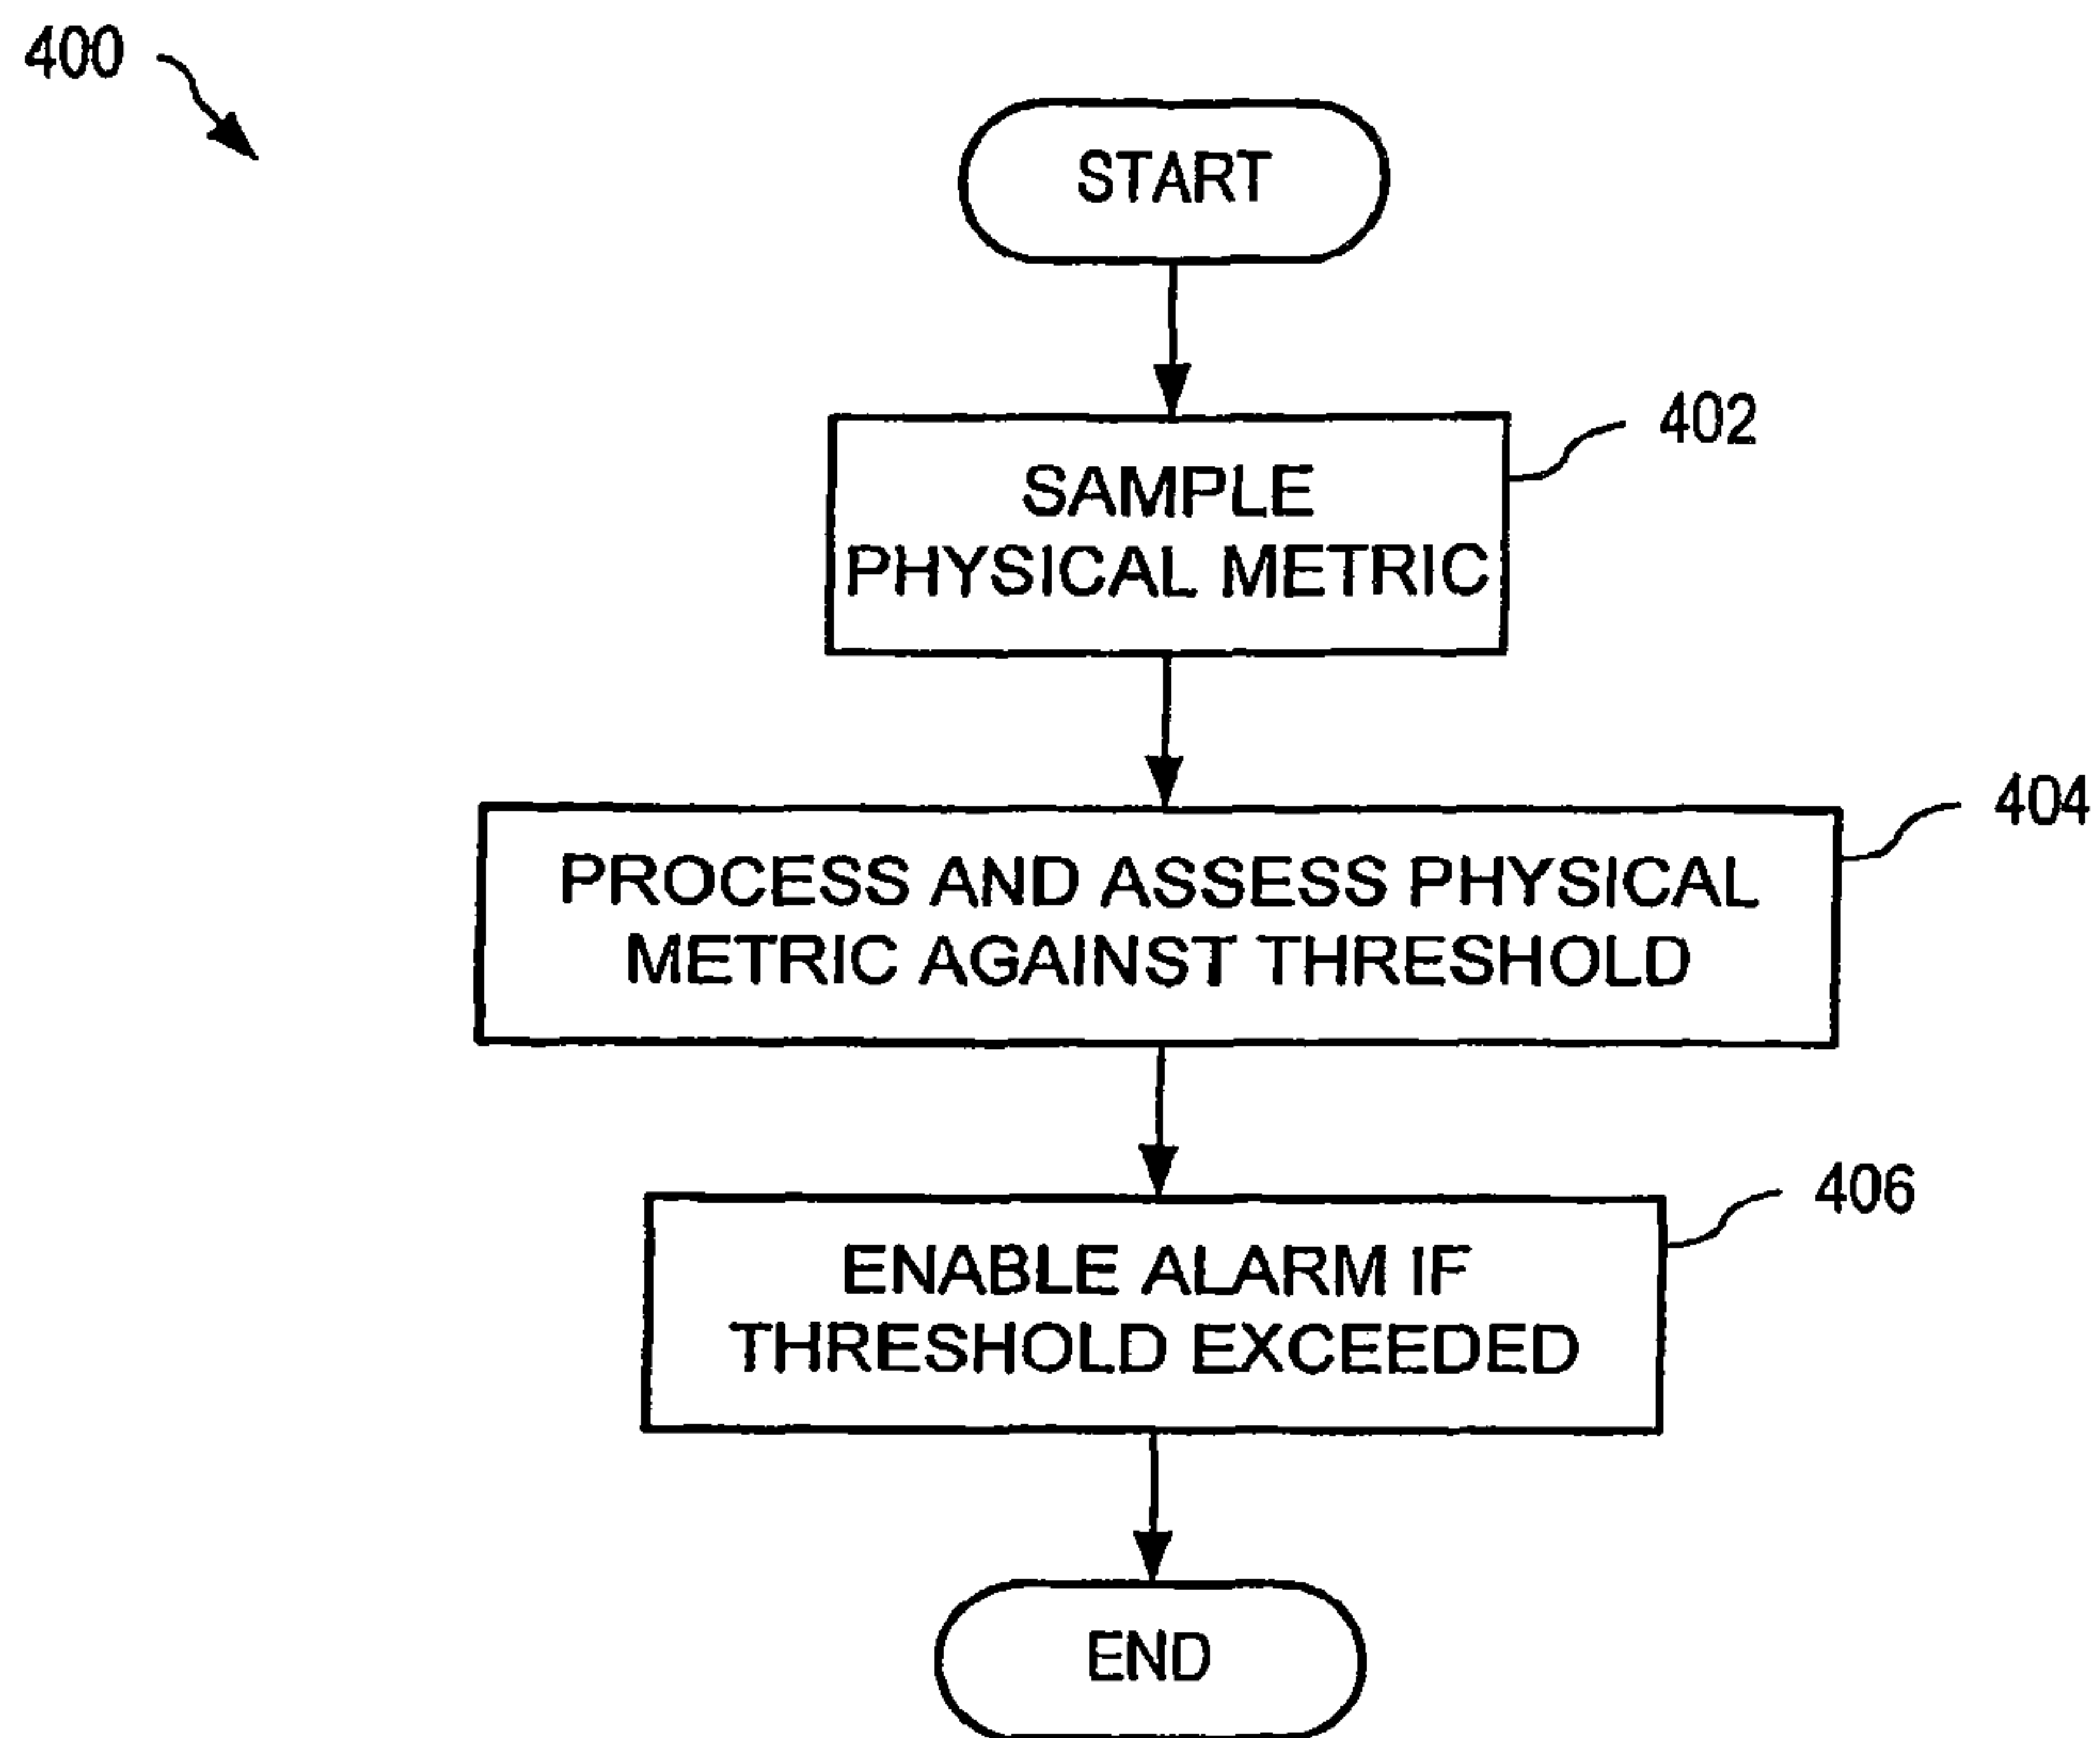 400
START
402
SAMPLE
PHYSICAL METRIC
404
PROCESS AND ASSESS PHYSICAL
METRIC AGAINST THRESHOLD
406
ENABLE ALARM IF
THRESHOLD EXCEEDED
END